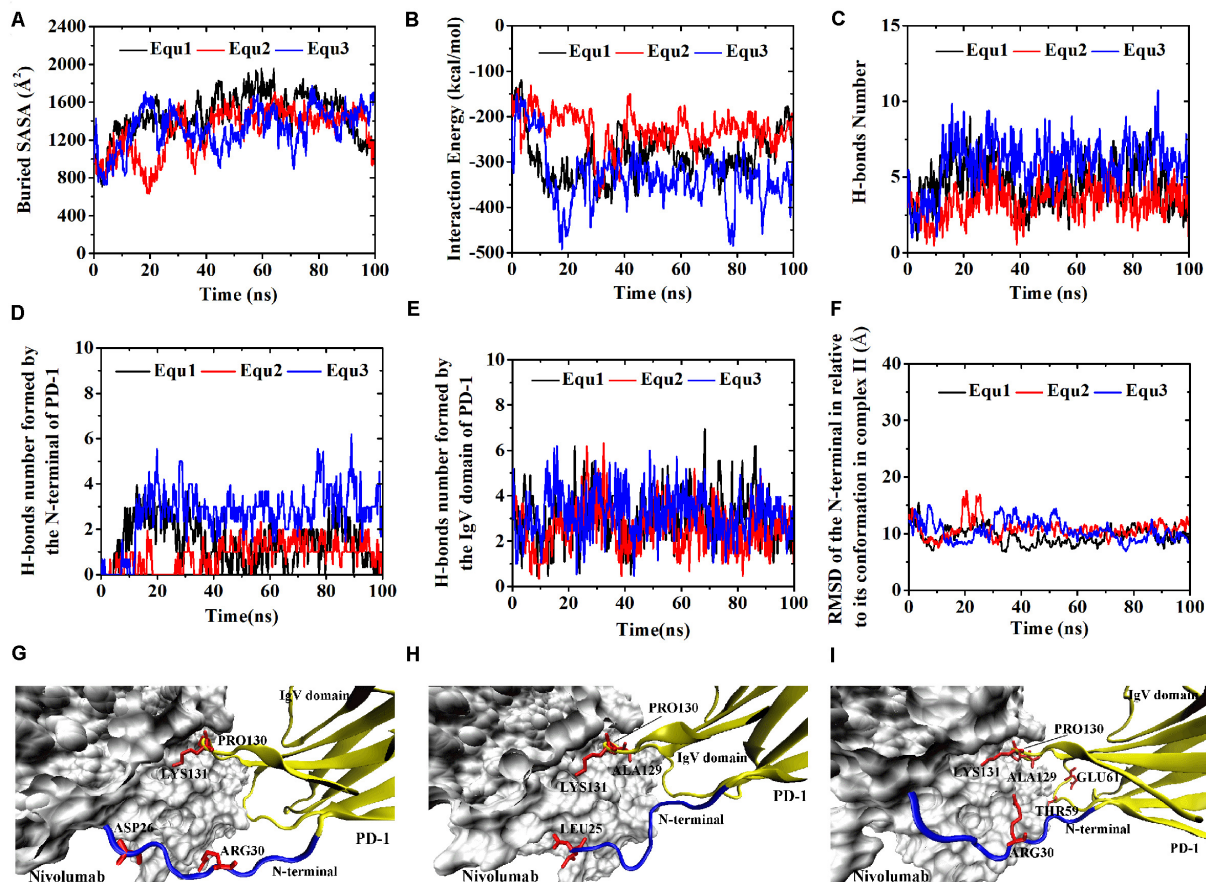 A
Equ1 Equ2 Equ3
Buried SASA (Å²)
2400
2000
1600
1200
800
400
0
0 20 40 60 80 100
Time (ns)
B
Equ1 Equ2 Equ3
Interaction Energy (kcal/mol)
0
-100
-200
-300
-400
-500
0 20 40 60 80 100
Time (ns)
C
Equ1 Equ2 Equ3
H-bonds Number
15
10
5
0
0 20 40 60 80 100
Time (ns)
D
Equ1 Equ2 Equ3
H-bonds number formed by
the N-terminal of PD-1
10
8
6
4
2
0
0 20 40 60 80 100
Time(ns)
E
Equ1 Equ2 Equ3
H-bonds number formed by
the IgV domain of PD-1
10
8
6
4
2
0
0 20 40 60 80 100
Time(ns)
F
Equ1 Equ2 Equ3
RMSD of the N-terminal in relative
to its conformation in complex II (Å)
40
30
20
10
0
0 20 40 60 80 100
Time (ns)
G
IgV domain
PRO130
LYS131
ASP26
ARG30
PD-1
N-terminal
Nivolumab
H
PRO130
IgV domain
ALA129
LYS131
PD-1
LEU25
N-terminal
Nivolumab
I
IgV domain
PRO130
LYS131
ALA129
GLU61
THR59
N-terminal
PD-1
ARG30
Nivolumab